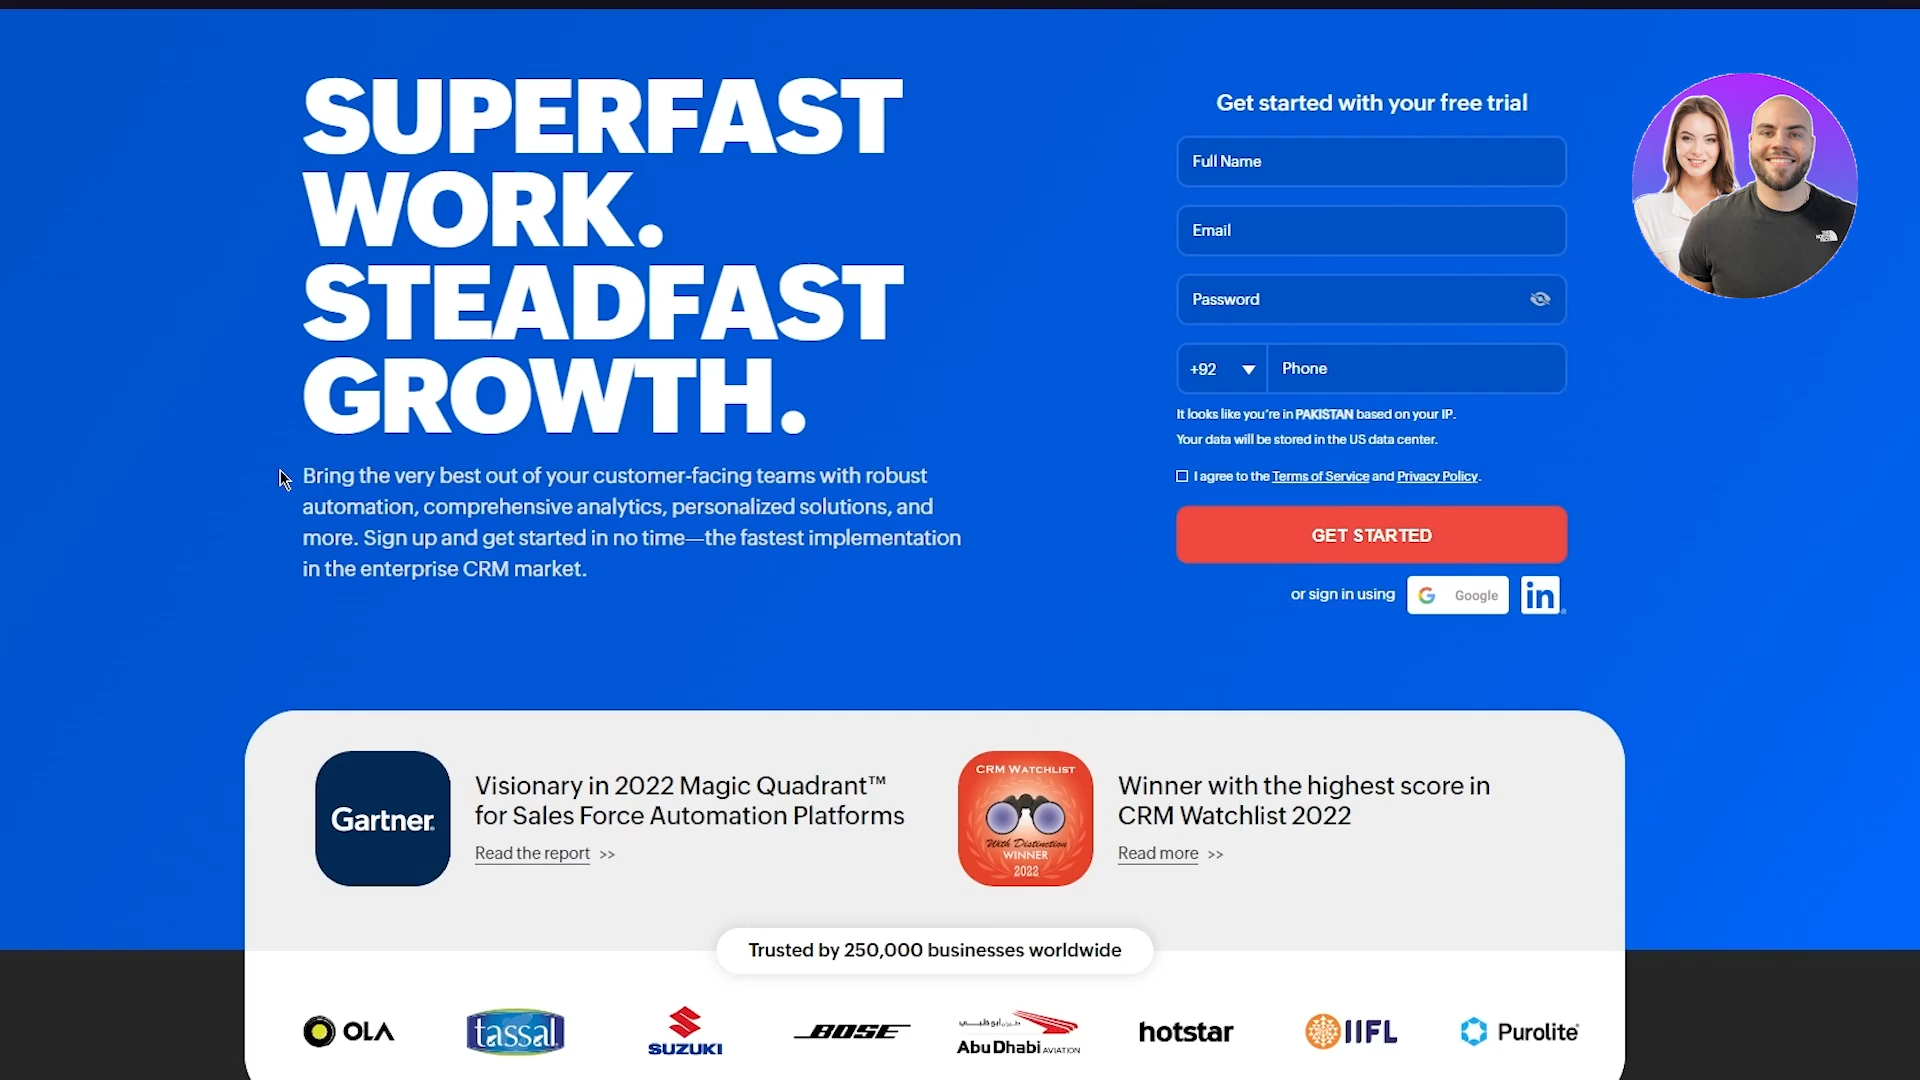 SUPERFAST
WORK.
STEADFAST
GROWTH.
Bring the very best out of your customer-facing teams with robust
automation, comprehensive analytics, personalized solutions, and
more. Sign up and get started in no time—the fastest implementation
in the enterprise CRM market.
Get started with your free trial
Full Name
Email
Password
+92 Phone
It looks like you're in PAKISTAN based on your IP.
Your data will be stored in the US data center.
I agree to the Terms of Service and Privacy Policy.
GET STARTED
or sign in using Google in
THE NORTH FACE
Gartner®
Visionary in 2022 Magic Quadrant™
for Sales Force Automation Platforms
Read the report >>
CRM WATCHLIST
With Distinction
WINNER
2022
Winner with the highest score in
CRM Watchlist 2022
Read more >>
Trusted by 250,000 businesses worldwide
OLA
tassal
SUZUKI
BOSE
طيران أبوظبي
Abu Dhabi AVIATION
hotstar
IIFL
Purolite®